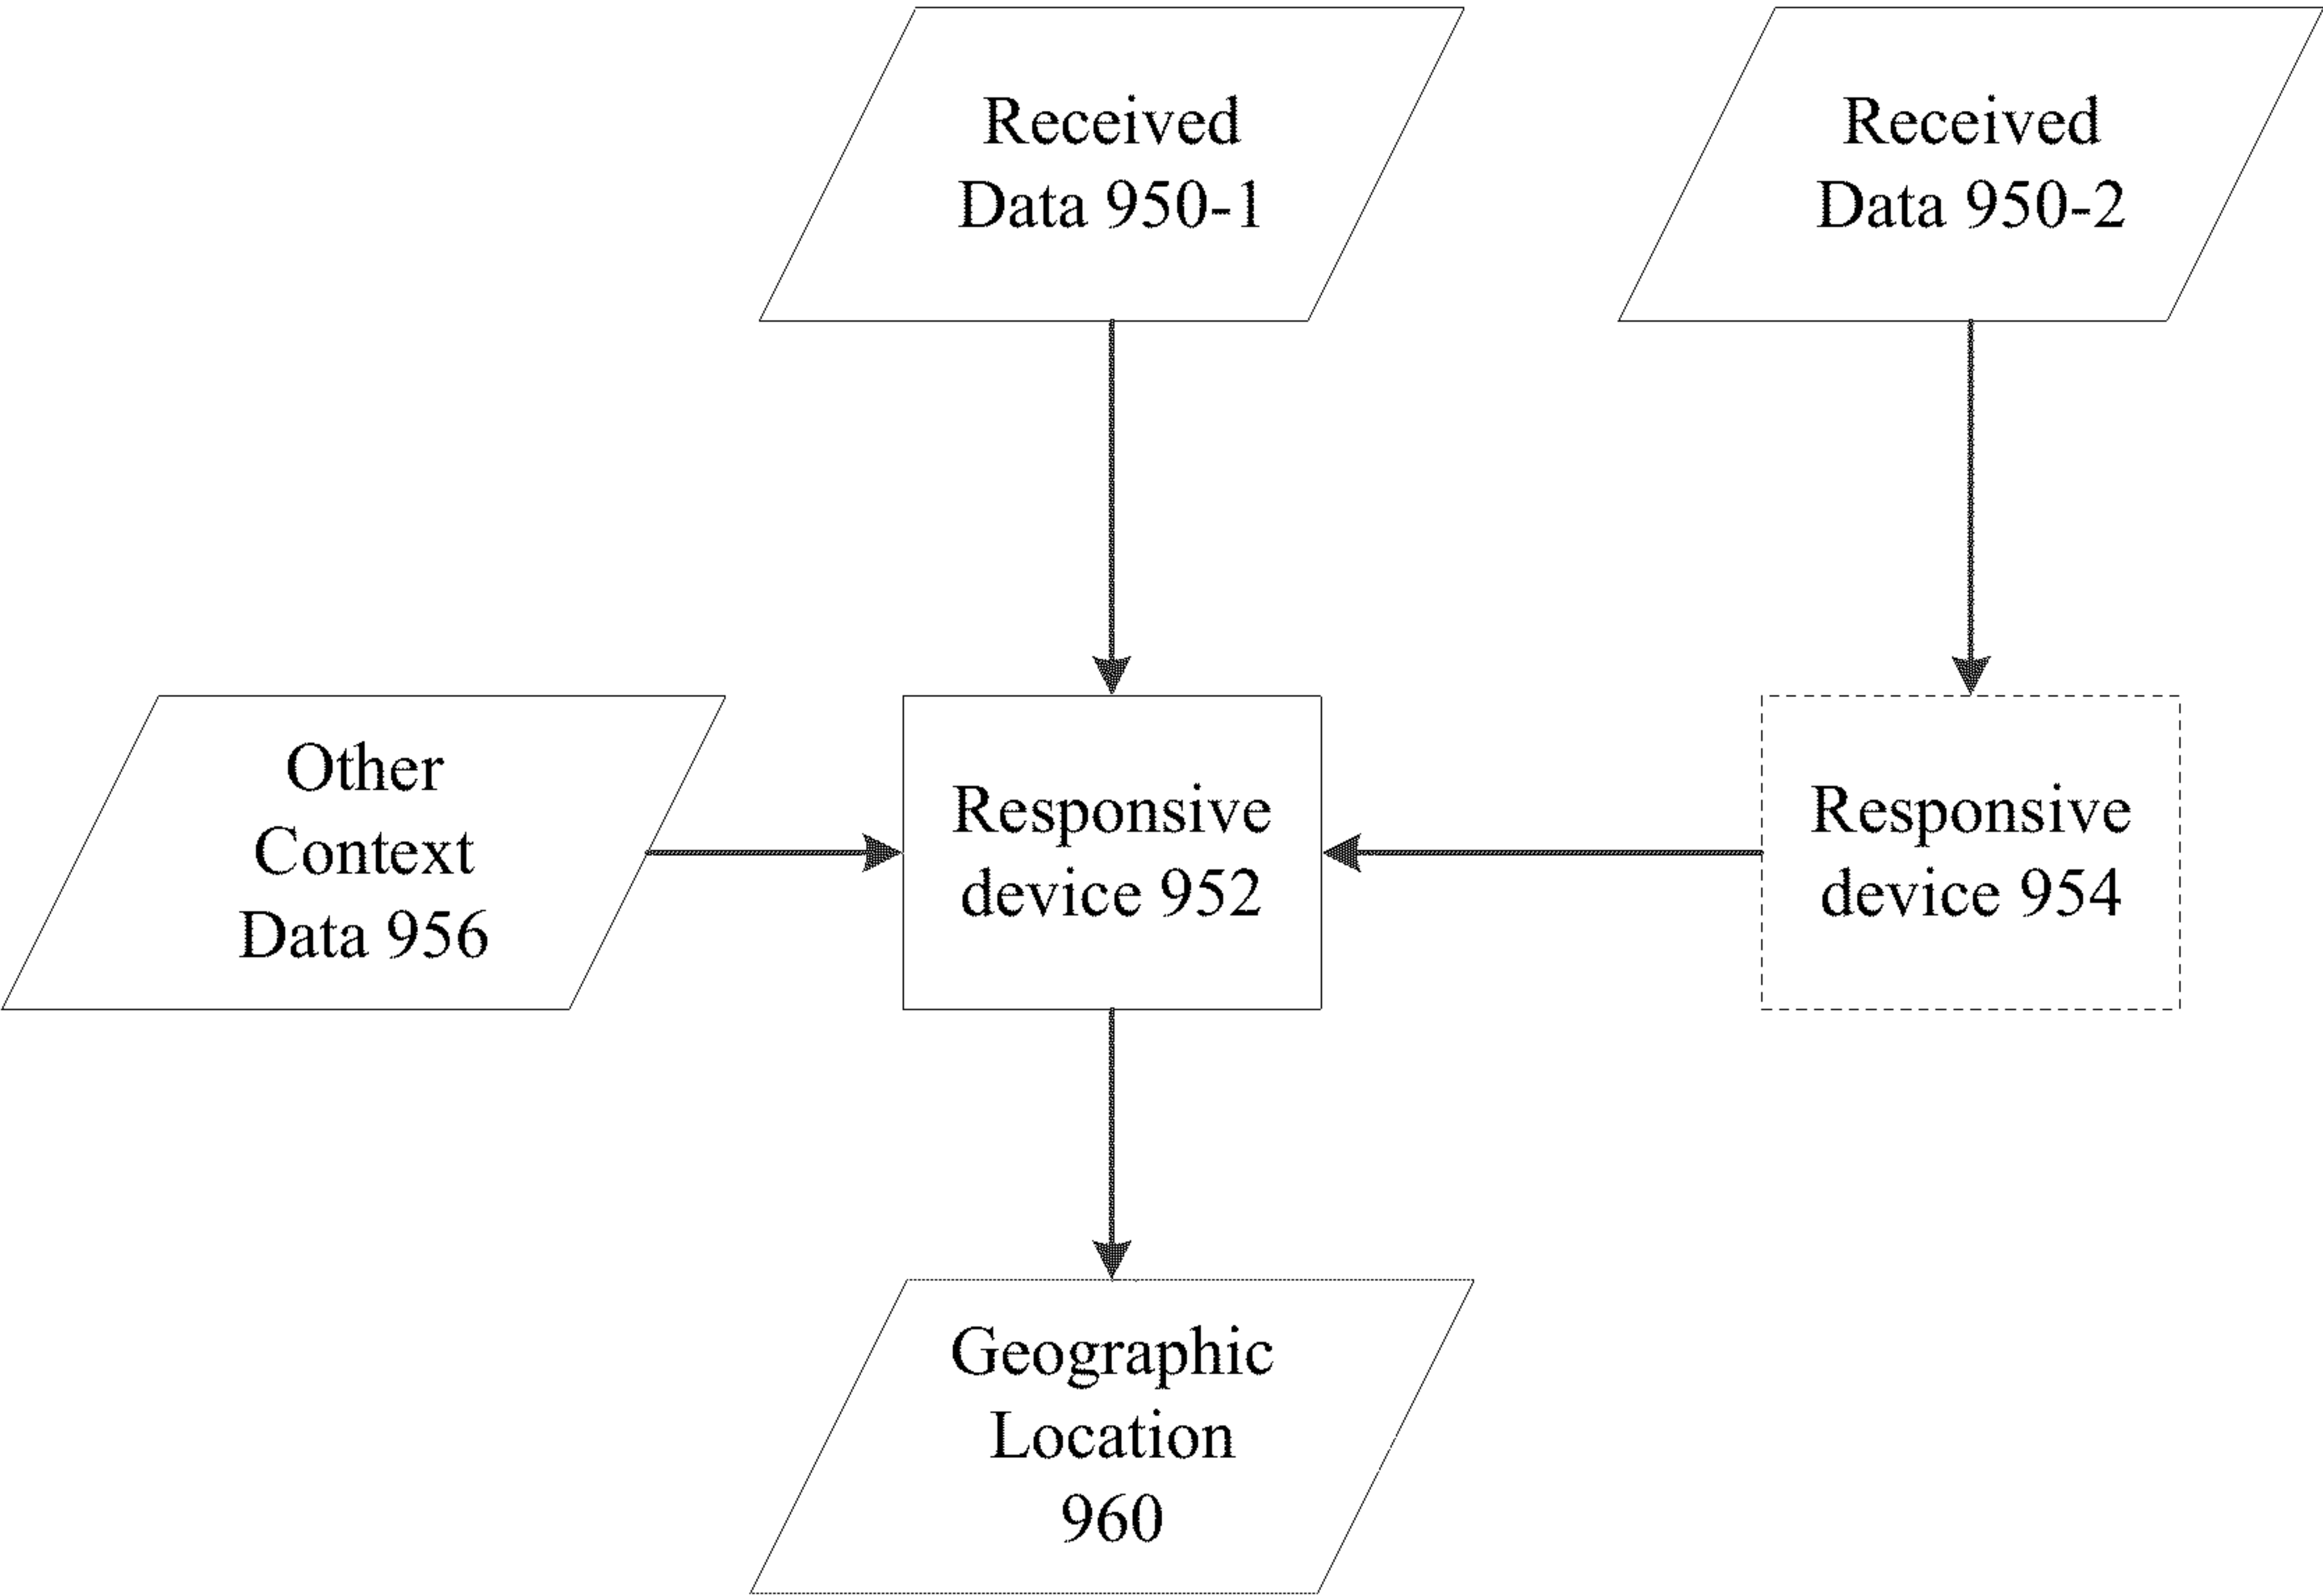 Received
Data 950-1
Received
Data 950-2
Other
Context
Data 956
Responsive
device 952
Responsive
device 954
Geographic
Location
960